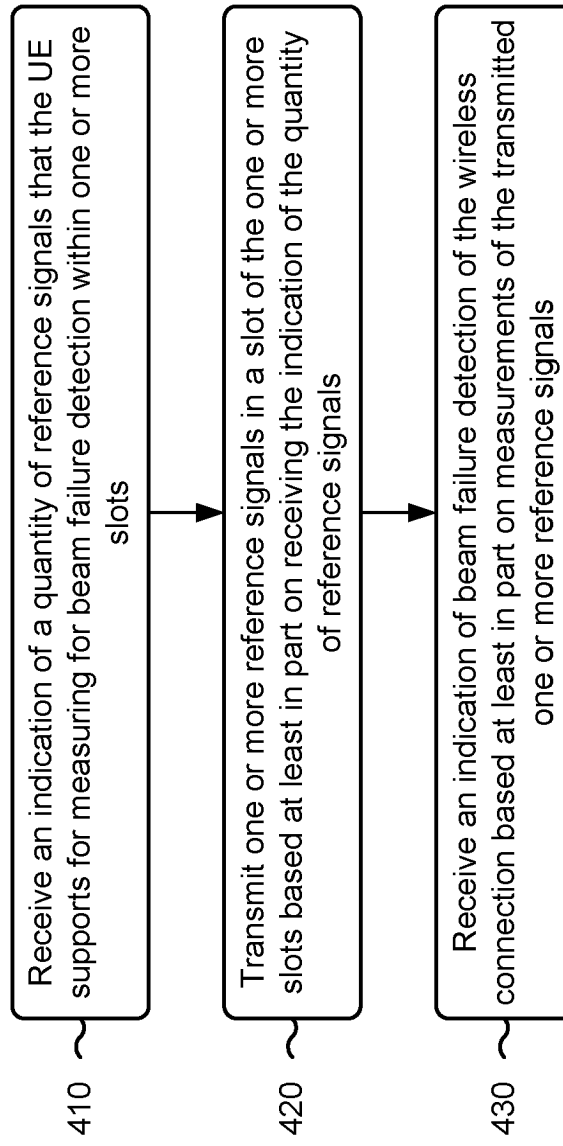 410
Receive an indication of a quantity of reference signals that the UE
supports for measuring for beam failure detection within one or more
slots
420
Transmit one or more reference signals in a slot of the one or more
slots based at least in part on receiving the indication of the quantity
of reference signals
430
Receive an indication of beam failure detection of the wireless
connection based at least in part on measurements of the transmitted
one or more reference signals